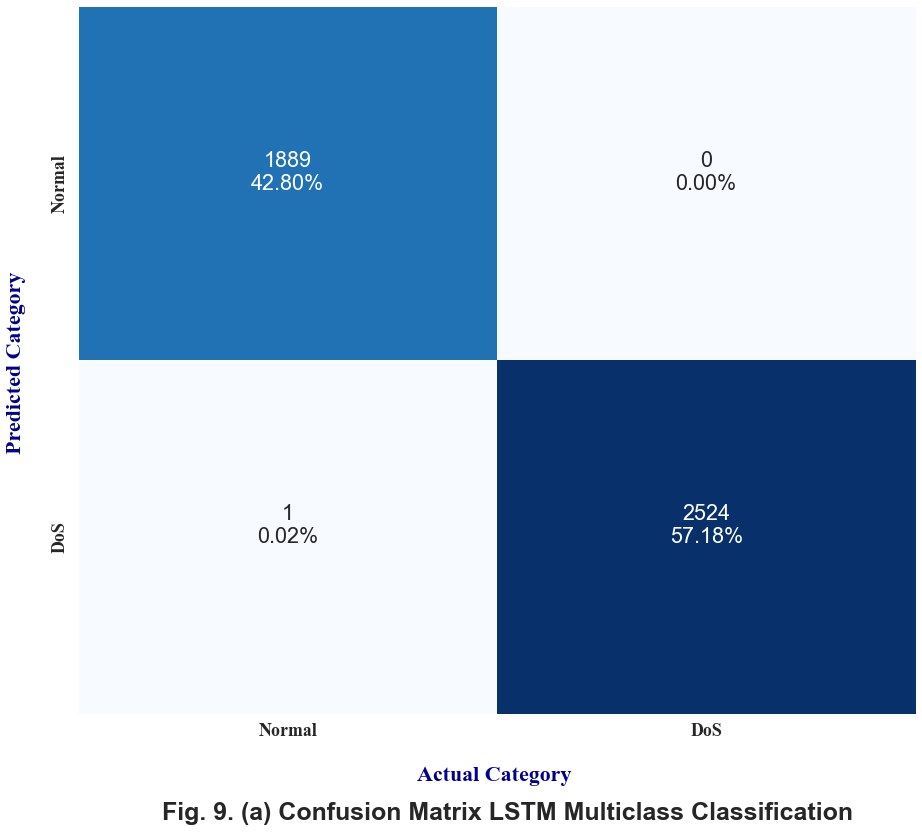 Predicted Category
Normal
1889
42.80%
0
0.00%
DoS
1
0.02%
2524
57.18%
Normal
DoS
Actual Category
Fig. 9. (a) Confusion Matrix LSTM Multiclass Classification